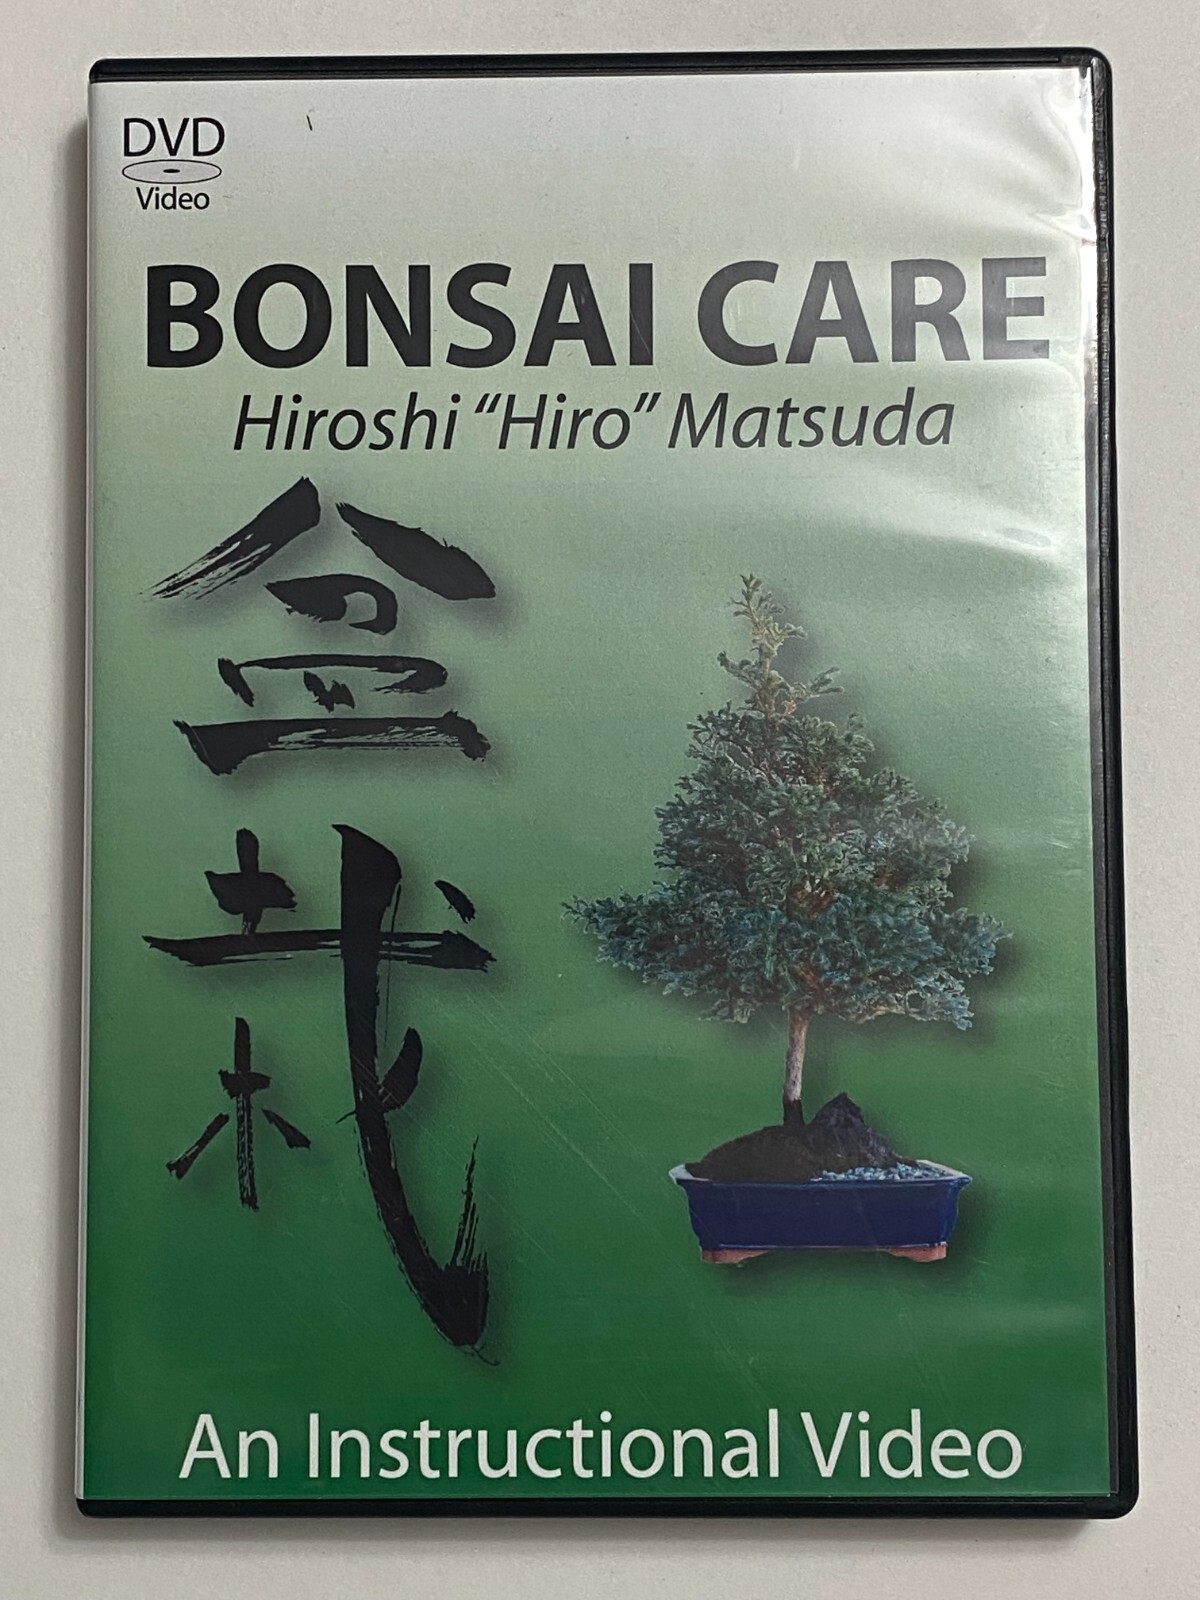 DVD
Video
BONSAI CARE
Hiroshi “Hiro” Matsuda
盆
栽
An Instructional Video